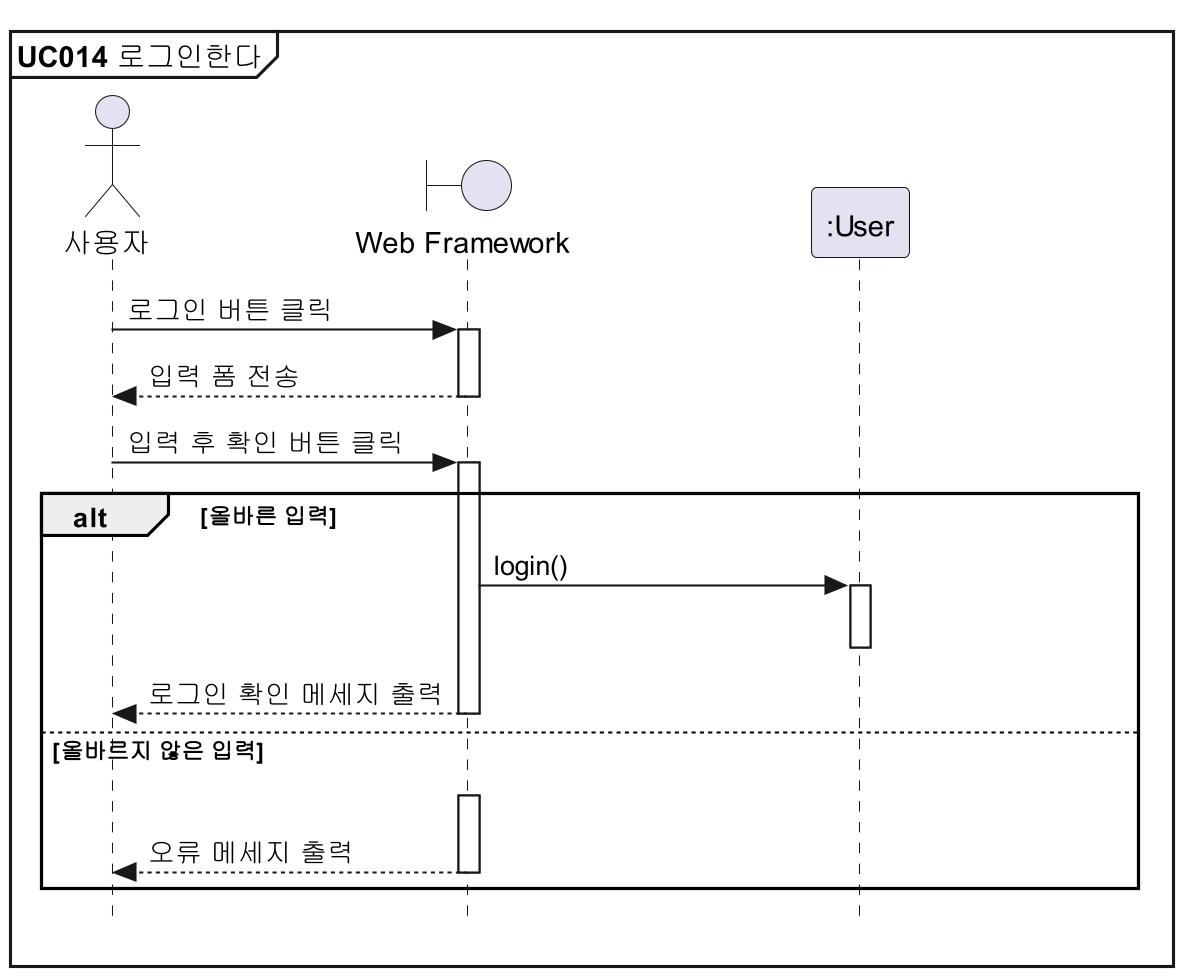 UC014 로그인한다
사용자
Web Framework
:User
로그인 버튼 클릭
입력 폼 전송
입력 후 확인 버튼 클릭
alt [올바른 입력]
login()
로그인 확인 메세지 출력
[올바르지 않은 입력]
오류 메세지 출력